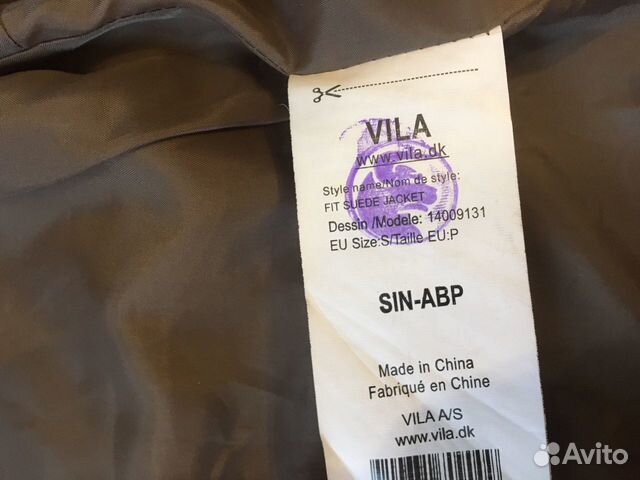 VILA
www.vila.dk
Style name/Nom de style:
FIT SUEDE JACKET
Dessin /Modele: 14009131
EU Size:S/Taille EU:P
SIN-ABP
Made in China
Fabriqué en Chine
VILA A/S
www.vila.dk
Avito